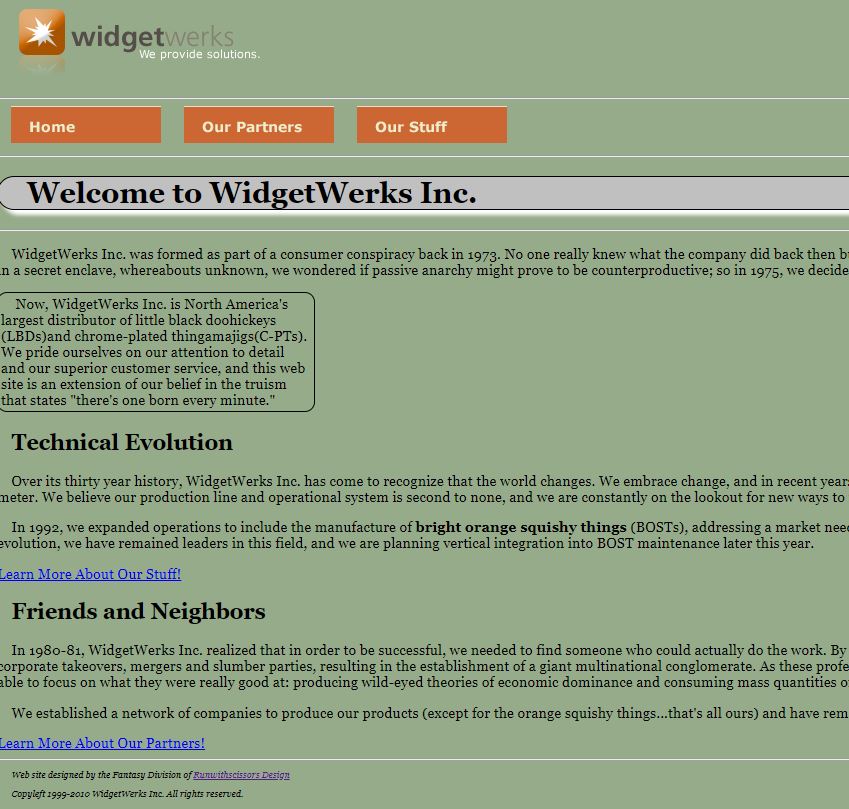 widgetwerks
We provide solutions.
Home
Our Partners
Our Stuff
Welcome to WidgetWerks Inc.
WidgetWerks Inc. was formed as part of a consumer conspiracy back in 1973. No one really knew what the company did back then
in a secret enclave, whereabouts unknown, we wondered if passive anarchy might prove to be counterproductive; so in 1975, we decide
Now, WidgetWerks Inc. is North America's
largest distributor of little black doohickeys
(LBDs)and chrome-plated thingamajigs(C-PTs).
We pride ourselves on our attention to detail
and our superior customer service, and this web
site is an extension of our belief in the truism
that states "there's one born every minute."
Technical Evolution
Over its thirty year history, WidgetWerks Inc. has come to recognize that the world changes. We embrace change, and in recent year
meter. We believe our production line and operational system is second to none, and we are constantly on the lookout for new ways to
In 1992, we expanded operations to include the manufacture of bright orange squishy things (BOSTs), addressing a market nee
evolution, we have remained leaders in this field, and we are planning vertical integration into BOST maintenance later this year.
Learn More About Our Stuff!
Friends and Neighbors
In 1980-81, WidgetWerks Inc. realized that in order to be successful, we needed to find someone who could actually do the work. By
corporate takeovers, mergers and slumber parties, resulting in the establishment of a giant multinational conglomerate. As these profe
able to focus on what they were really good at: producing wild-eyed theories of economic dominance and consuming mass quantities o
We established a network of companies to produce our products (except for the orange squishy things...that's all ours) and have rem
Learn More About Our Partners!
Web site designed by the Fantasy Division of Runwithscissors Design
Copyleft 1999-2010 WidgetWerks Inc. All rights reserved.